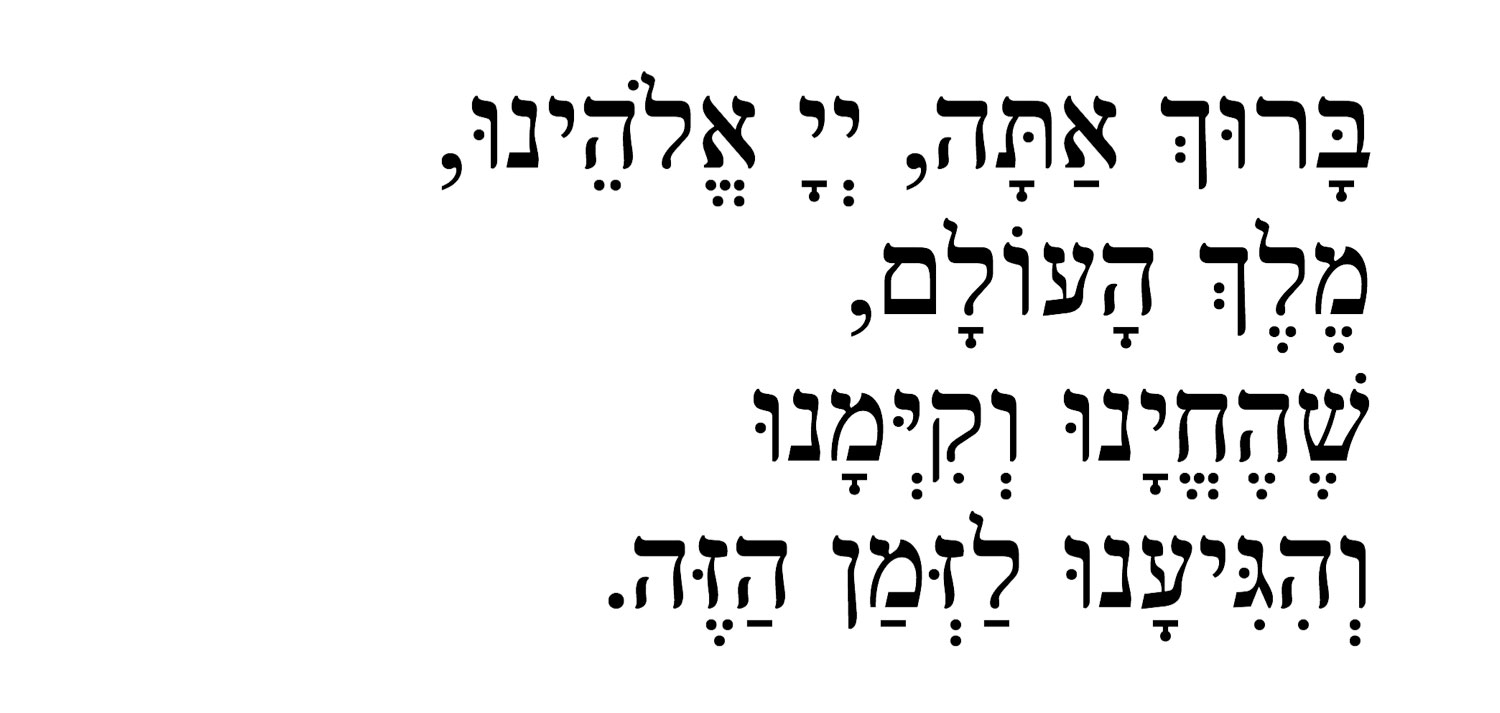 בָּרוּךְ אַתָּה, יְיָ אֱלֹהֵינוּ,
מֶלֶךְ הָעוֹלָם,
שֶׁהֶחֱיָנוּ וְקִיְּמָנוּ
וְהִגִּיעָנוּ לַזְּמַן הַזֶּה.